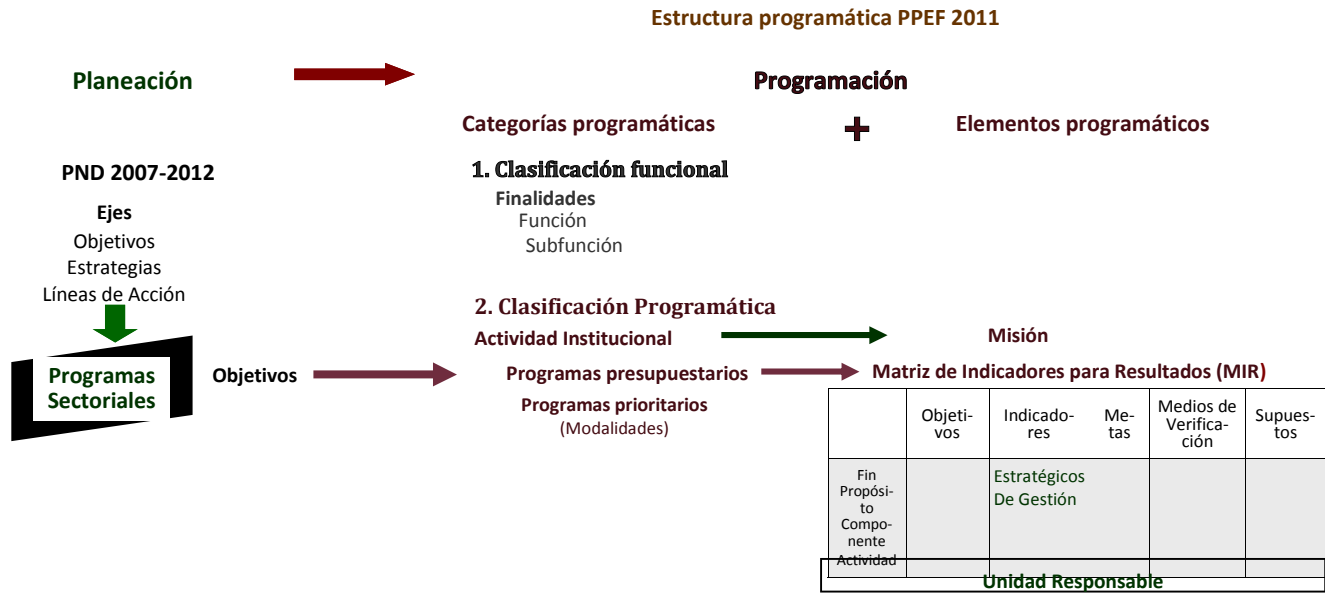 Estructura programática PPEF 2011
Planeación
Programación
Categorías programáticas
+
Elementos programáticos
PND 2007-2012
Ejes
Objetivos
Estrategias
Líneas de Acción
Programas
Sectoriales
Objetivos
1. Clasificación funcional
Finalidades
Función
Subfunción
2. Clasificación Programática
Actividad Institucional
Misión
Programas presupuestarios
Matriz de Indicadores para Resultados (MIR)
Programas prioritarios
(Modalidades)
Objeti-
vos
Indicado-
res
Me-
tas
Medios de
Verifica-
ción
Supues-
tos
Fin
Propósi-
to
Compo-
nente
Actividad
Estratégicos
De Gestión
Unidad Responsable